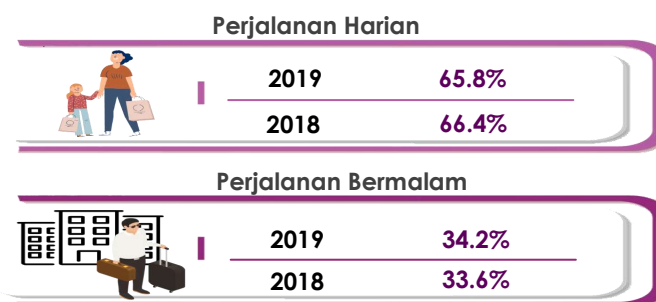 Perjalanan Harian
2019 65.8%
2018 66.4%
Perjalanan Bermalam
2019 34.2%
2018 33.6%